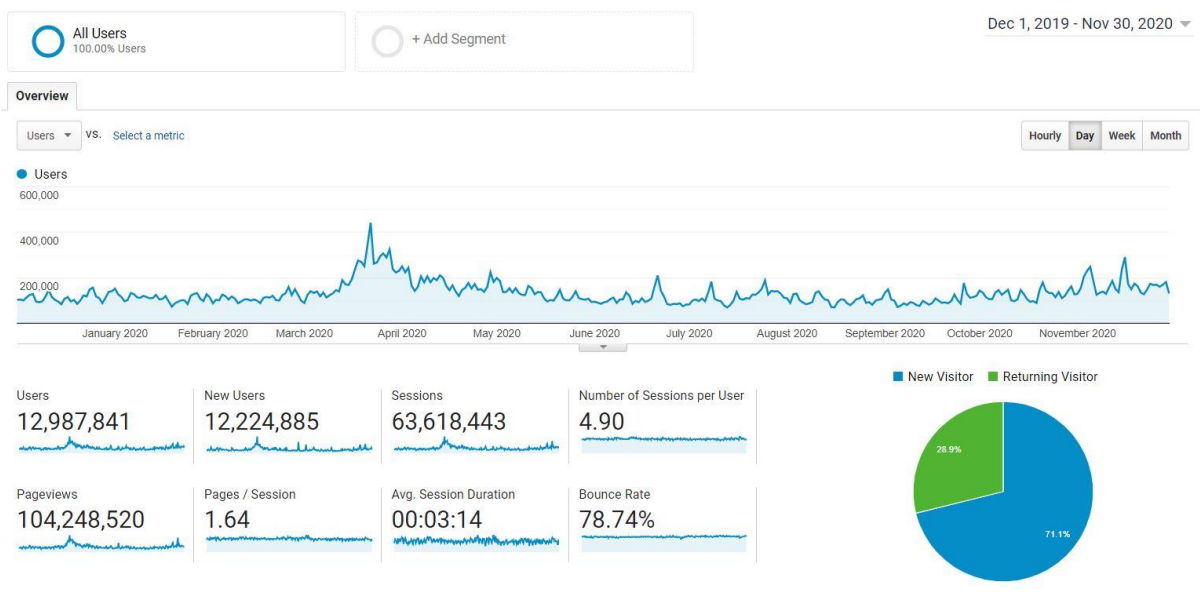 All Users
100.00% Users
+ Add Segment
Dec 1, 2019 - Nov 30, 2020
Overview
Users
VS.
Select a metric
Hourly
Day
Week
Month
Users
600,000
400,000
200,000
January 2020
February 2020
March 2020
April 2020
May 2020
June 2020
July 2020
August 2020
September 2020
October 2020
November 2020
Users
12,987,841
New Users
12,224,885
Sessions
63,618,443
Number of Sessions per User
4.90
Pageviews
104,248,520
Pages / Session
1.64
Avg. Session Duration
00:03:14
Bounce Rate
78.74%
New Visitor
Returning Visitor
28.9%
71.1%